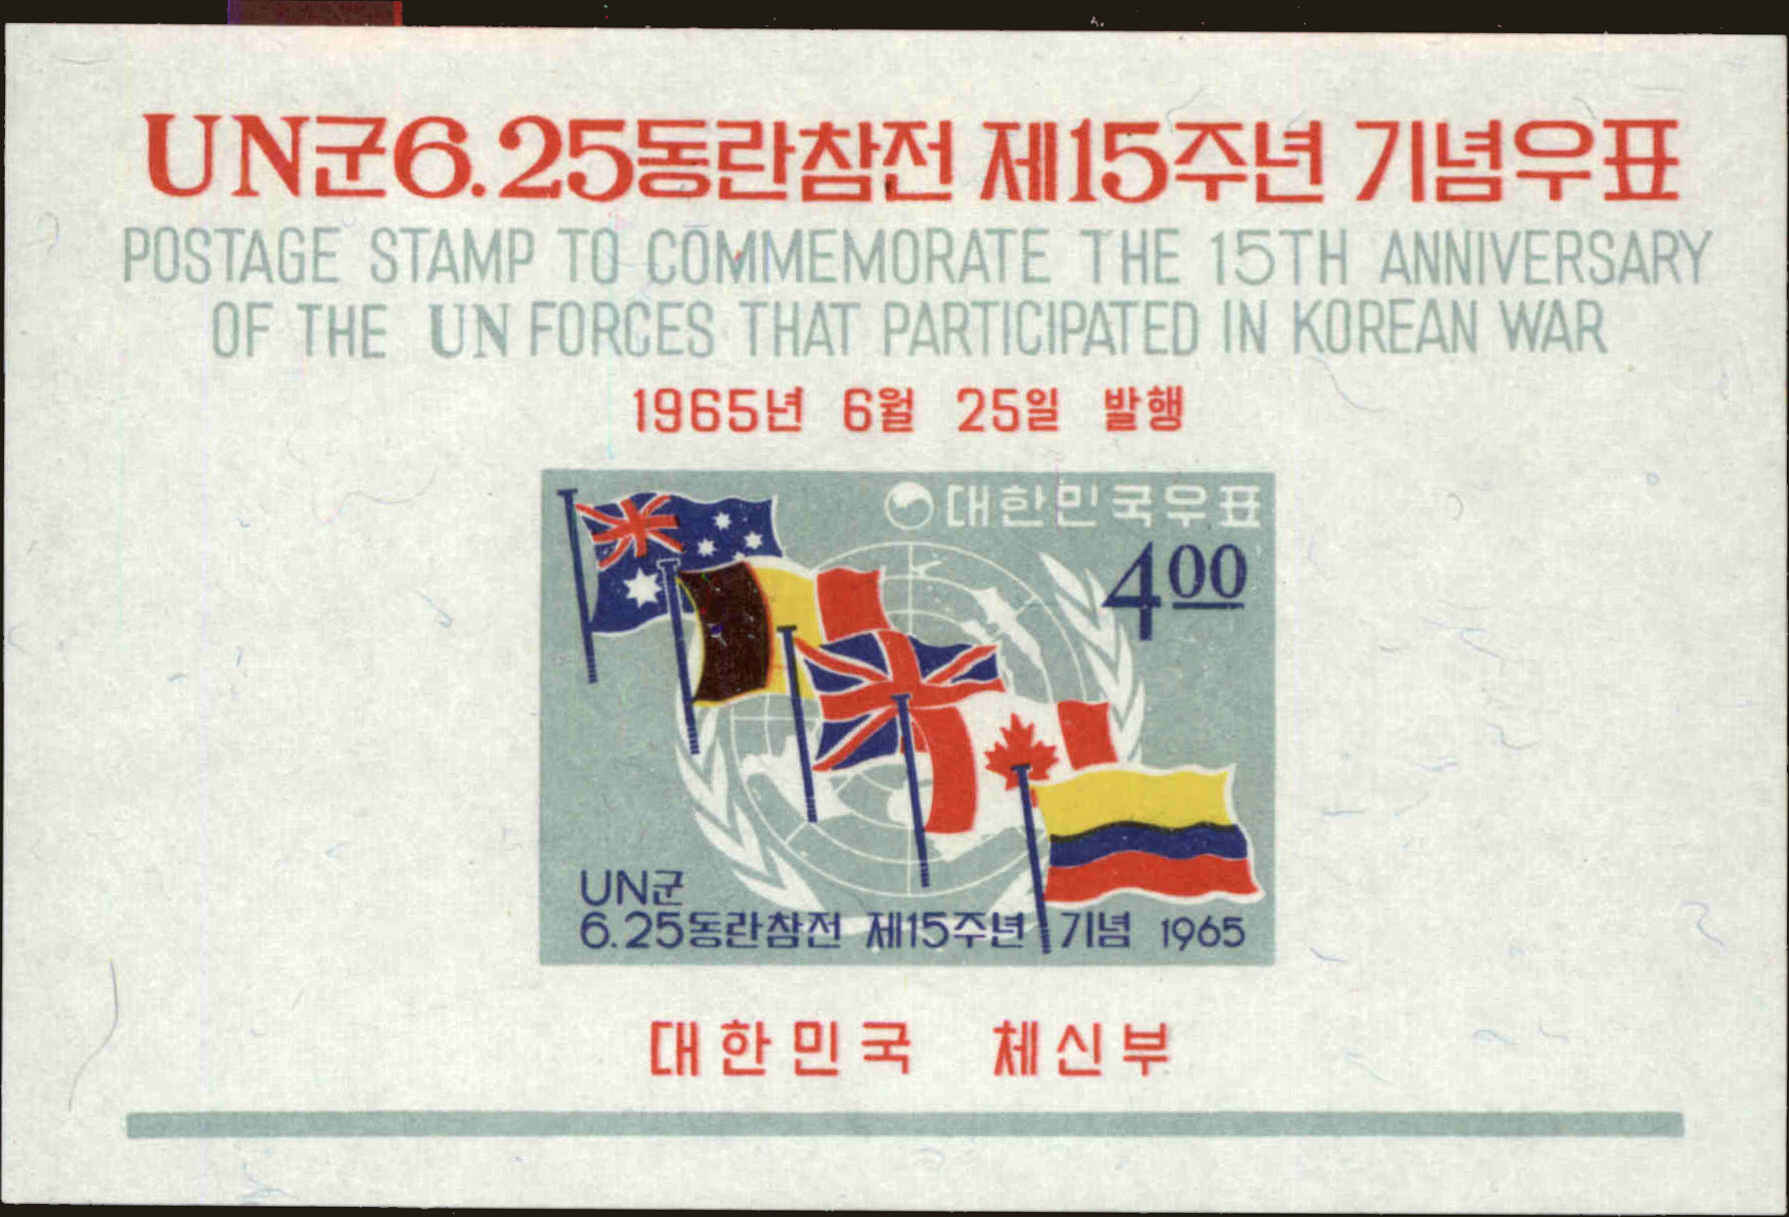 UN군6.25동란참전 제15주년 기념우표
POSTAGE STAMP TO COMMEMORATE THE 15TH ANNIVERSARY
OF THE UN FORCES THAT PARTICIPATED IN KOREAN WAR
1965년 6월 25일 발행
대한민국우표
400
UN군
6.25동란참전 제15주년 기념 1965
대한민국 체신부